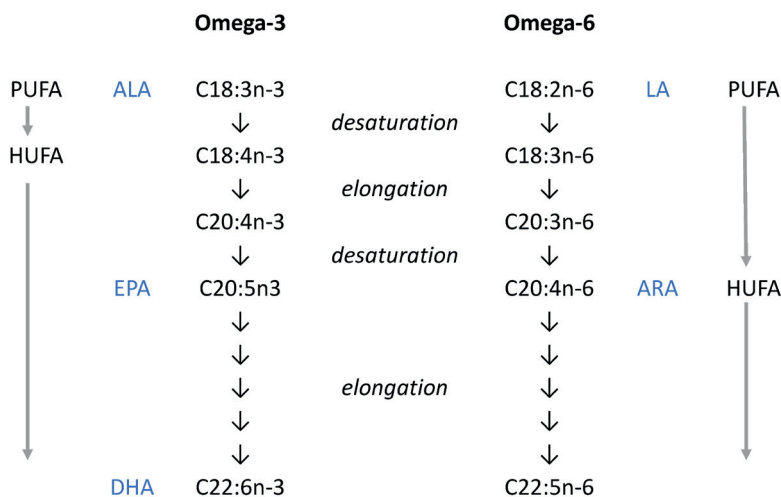 Omega-3 Omega-6
PUFA ALA C18:3n-3 C18:2n-6 LA PUFA
↓ desaturation ↓
HUFA C18:4n-3 C18:3n-6
↓ elongation ↓
C20:4n-3 C20:3n-6
↓ desaturation ↓
EPA C20:5n3 C20:4n-6 ARA HUFA
↓ ↓
↓ ↓
↓ elongation ↓
↓ ↓
↓ ↓
DHA C22:6n-3 C22:5n-6